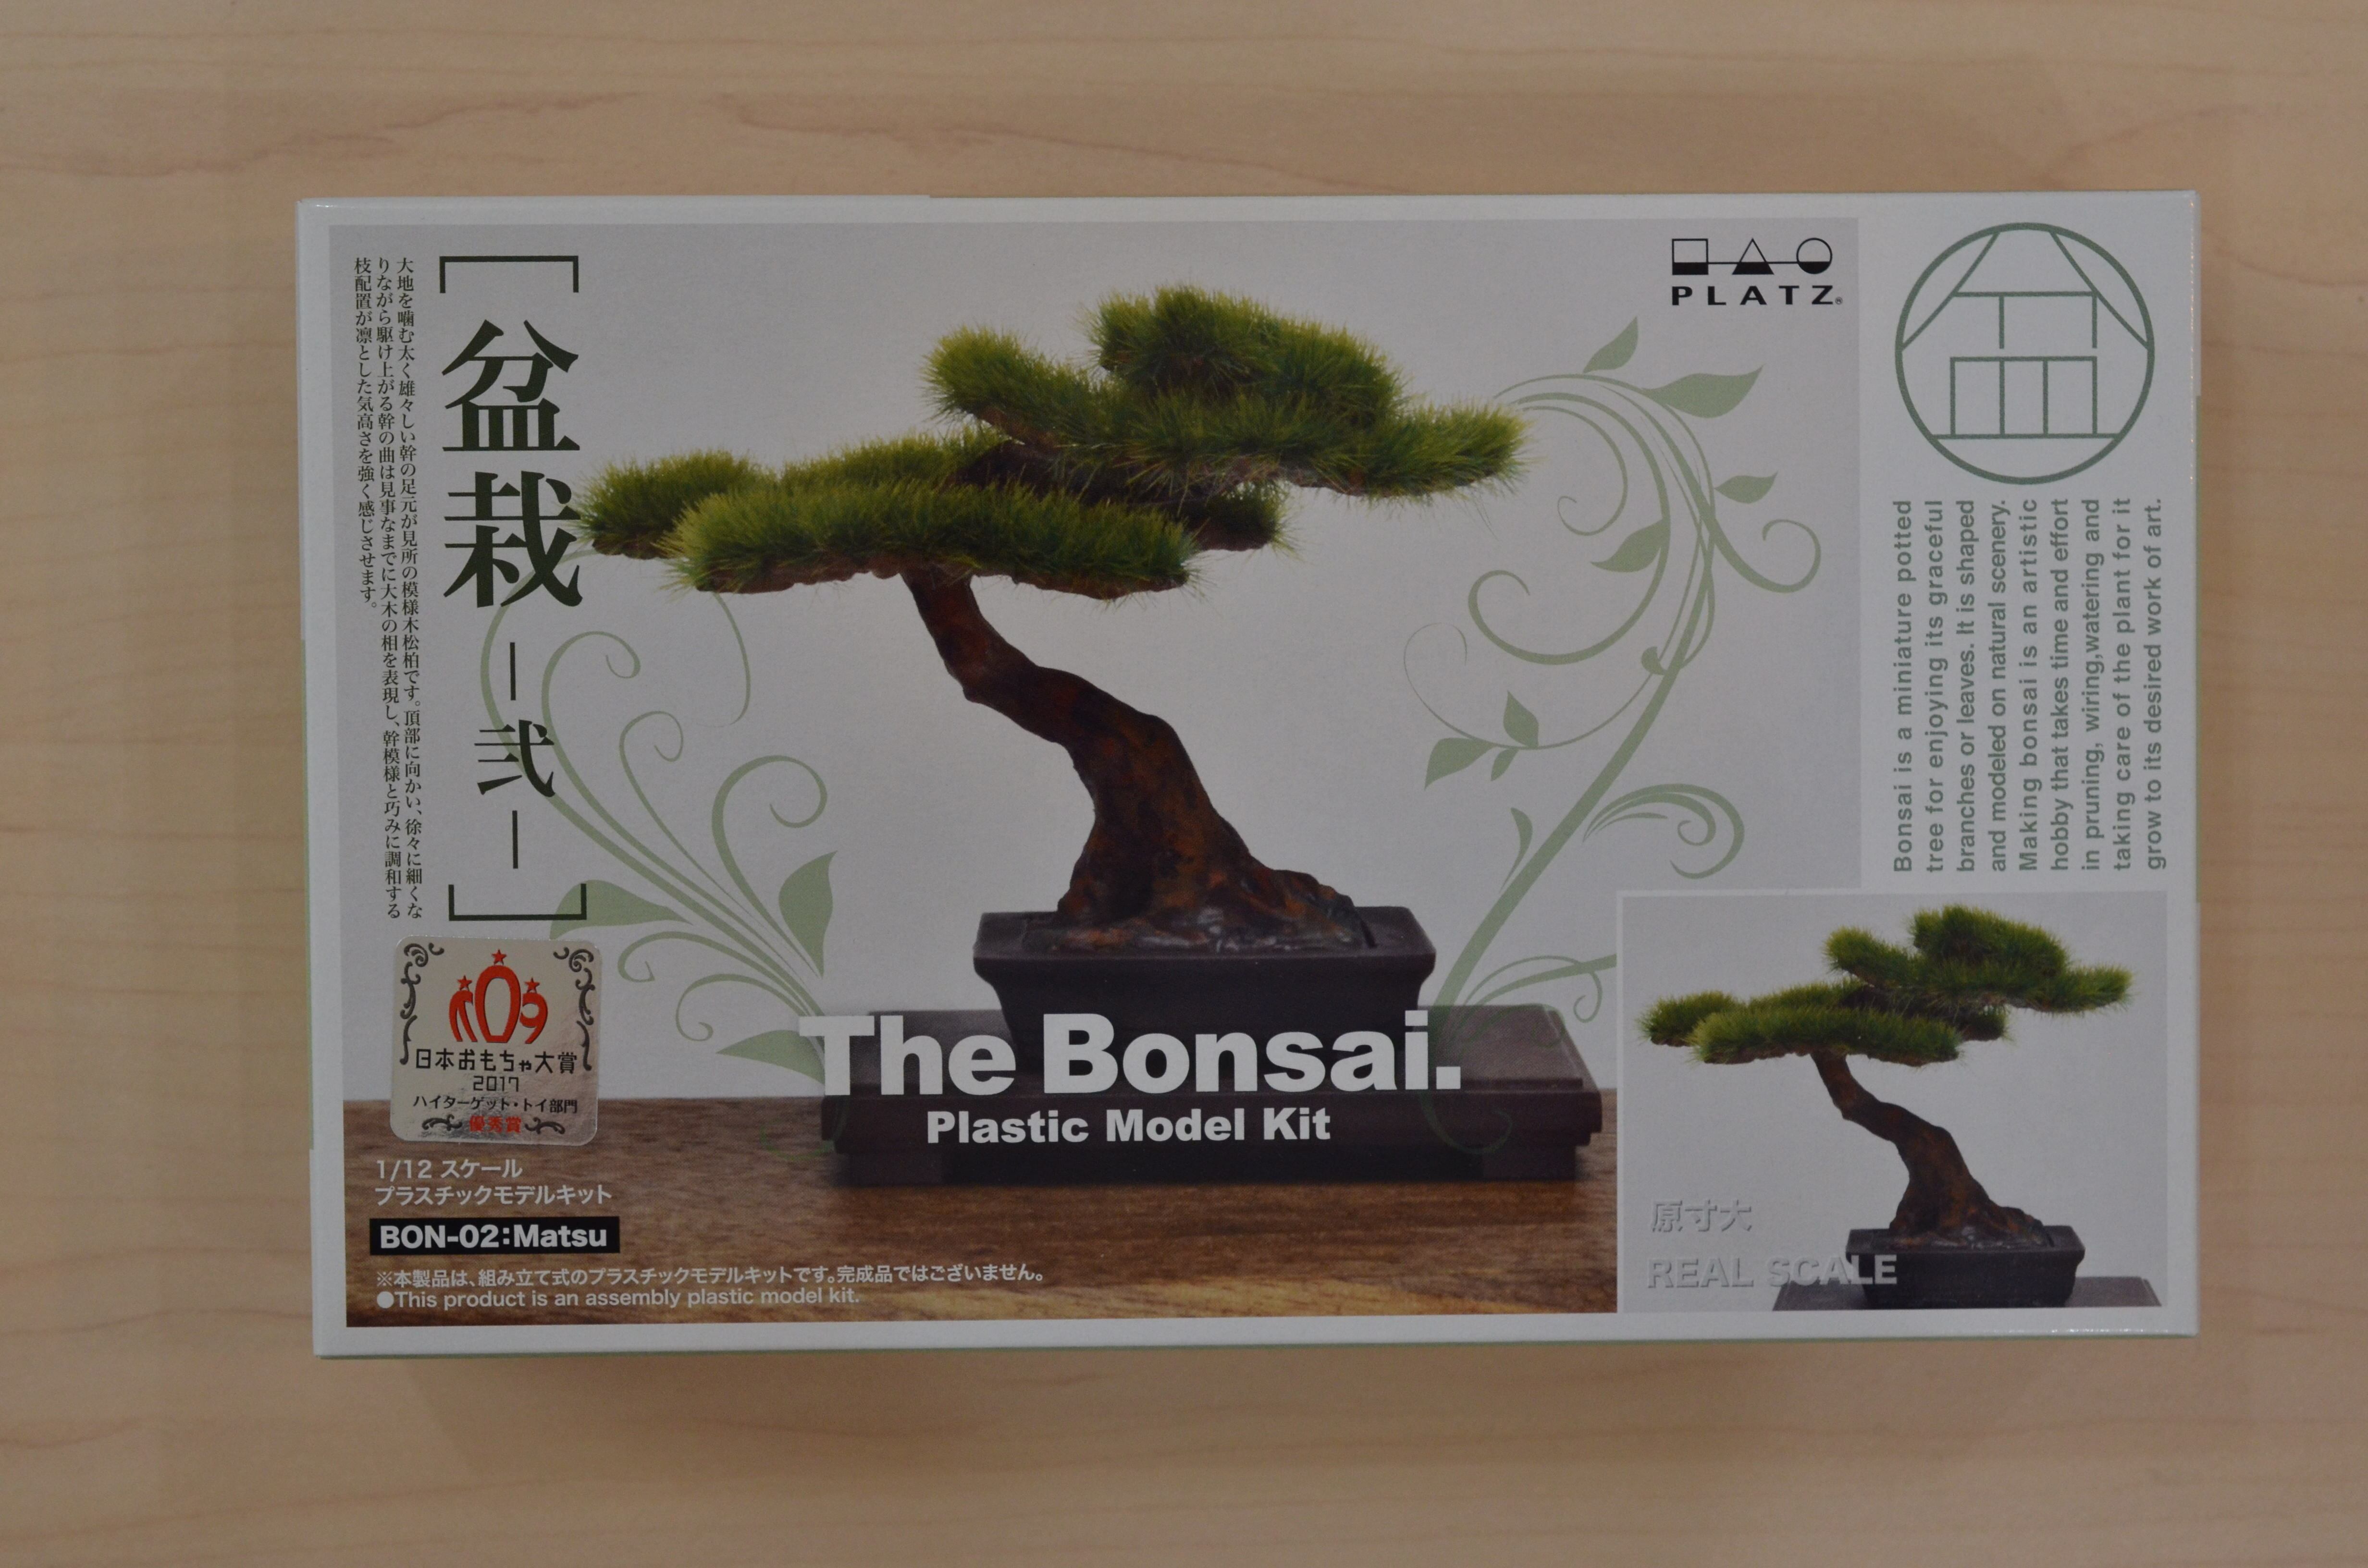 大地を噛む太く雄々しい幹の足元が見所の模様木松柏です。頂部に向かい、徐々に細くな
りながら駆け上がる幹の曲は見事なまでに大木の相を表現し、幹模様と巧みに調和する
枝配置が凛とした気高さを強く感じさせます。
盆栽
弐
PLATZ®
Bonsai is a miniature potted
tree for enjoying its graceful
branches or leaves. It is shaped
and modeled on natural scenery.
Making bonsai is an artistic
hobby that takes time and effort
in pruning, wiring,watering and
taking care of the plant for it
grow to its desired work of art.
日本おもちゃ大賞
2017
ハイターゲット・トイ部門
優秀賞
The Bonsai.
Plastic Model Kit
1/12 スケール
プラスチックモデルキット
BON-02:Matsu
※本製品は、組み立て式のプラスチックモデルキットです。完成品ではございません。
●This product is an assembly plastic model kit.
原寸大
REAL SCALE